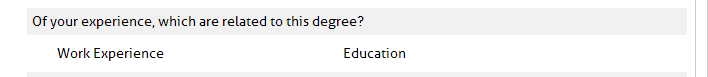 Of your experience, which are related to this degree?
Work Experience Education